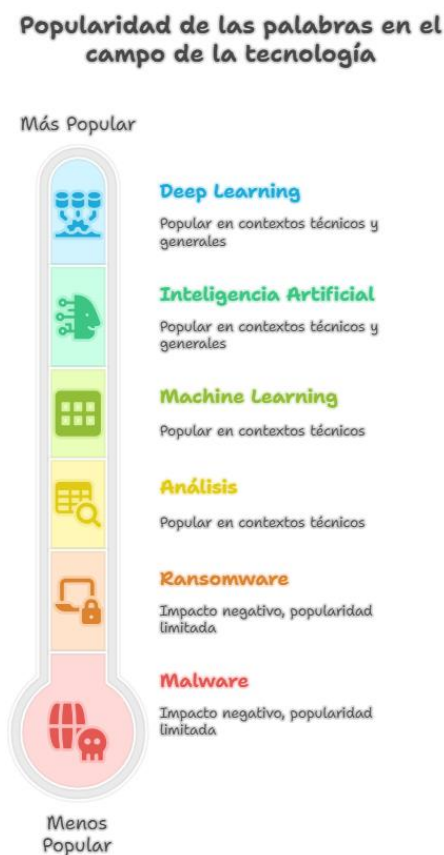 Popularidad de las palabras en el
campo de la tecnología
Más Popular
Deep Learning
Popular en contextos técnicos y
generales
Inteligencia Artificial
Popular en contextos técnicos y
generales
Machine Learning
Popular en contextos técnicos
Análisis
Popular en contextos técnicos
Ransomware
Impacto negativo, popularidad
limitada
Malware
Impacto negativo, popularidad
limitada
Menos
Popular